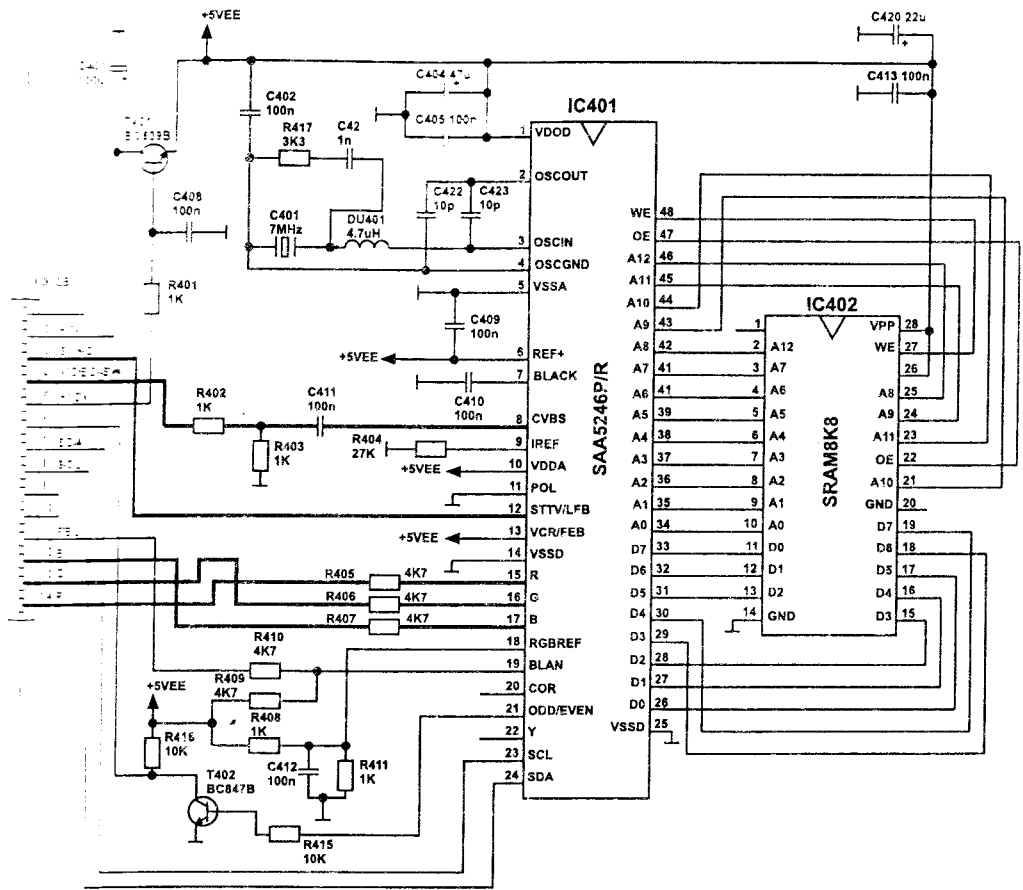 +5VEE
C420 22u
C404 47u
C413 100n
IC401
C402
100n
C405 100n
1 VDOD
R417
3K3
C42
1n
2 OSCOUT
C422
10p
C423
10p
C408
100n
C401
7MHz
DU401
4.7uH
3 OSCIN
4 OSCGND
5 VSSA
R401
1K
C409
100n
+5VEE
6 REF+
7 BLACK
C410
100n
R402
1K
C411
100n
8 CVBS
R403
1K
R404
27K
9 IREF
+5VEE
10 VDDA
11 POL
12 STTV/LFB
+5VEE
13 VCR/FEB
14 VSSD
R405 4K7
15 R
R406 4K7
16 G
R407 4K7
17 B
18 RGBREF
R410
4K7
19 BLAN
R409
4K7
+5VEE
20 COR
R408
1K
21 ODD/EVEN
R416
10K
22 Y
C412
100n
R411
1K
23 SCL
24 SDA
T402
BC847B
R415
10K
SAA5246P/R
WE 48
OE 47
A12 46
A11 45
A10 44
A9 43
A8 42
A7 41
A6 41
A5 39
A4 38
A3 37
A2 36
A1 35
A0 34
D7 33
D6 32
D5 31
D4 30
D3 29
D2 28
D1 27
D0 26
VSSD 25
IC402
SRAM8K8
1
2 A12
3 A7
4 A6
5 A5
6 A4
7 A3
8 A2
9 A1
10 A0
11 D0
12 D1
13 D2
14 GND
VPP 28
WE 27
26
A8 25
A9 24
A11 23
OE 22
A10 21
GND 20
D7 19
D6 18
D5 17
D4 16
D3 15